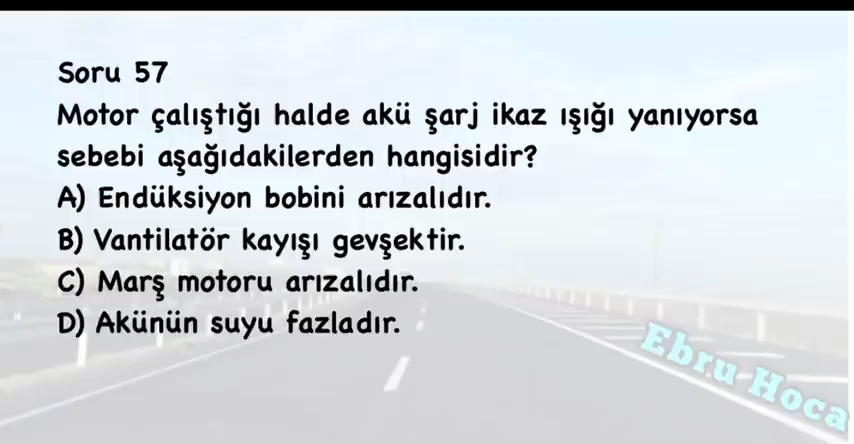 Soru 57
Motor çalıştığı halde akü şarj ikaz ışığı yanıyorsa
sebebi aşağıdakilerden hangisidir?
A) Endüksiyon bobini arızalıdır.
B) Vantilatör kayışı gevşektir.
C) Marş motoru arızalıdır.
D) Akünün suyu fazladır.
Ebru Hoca